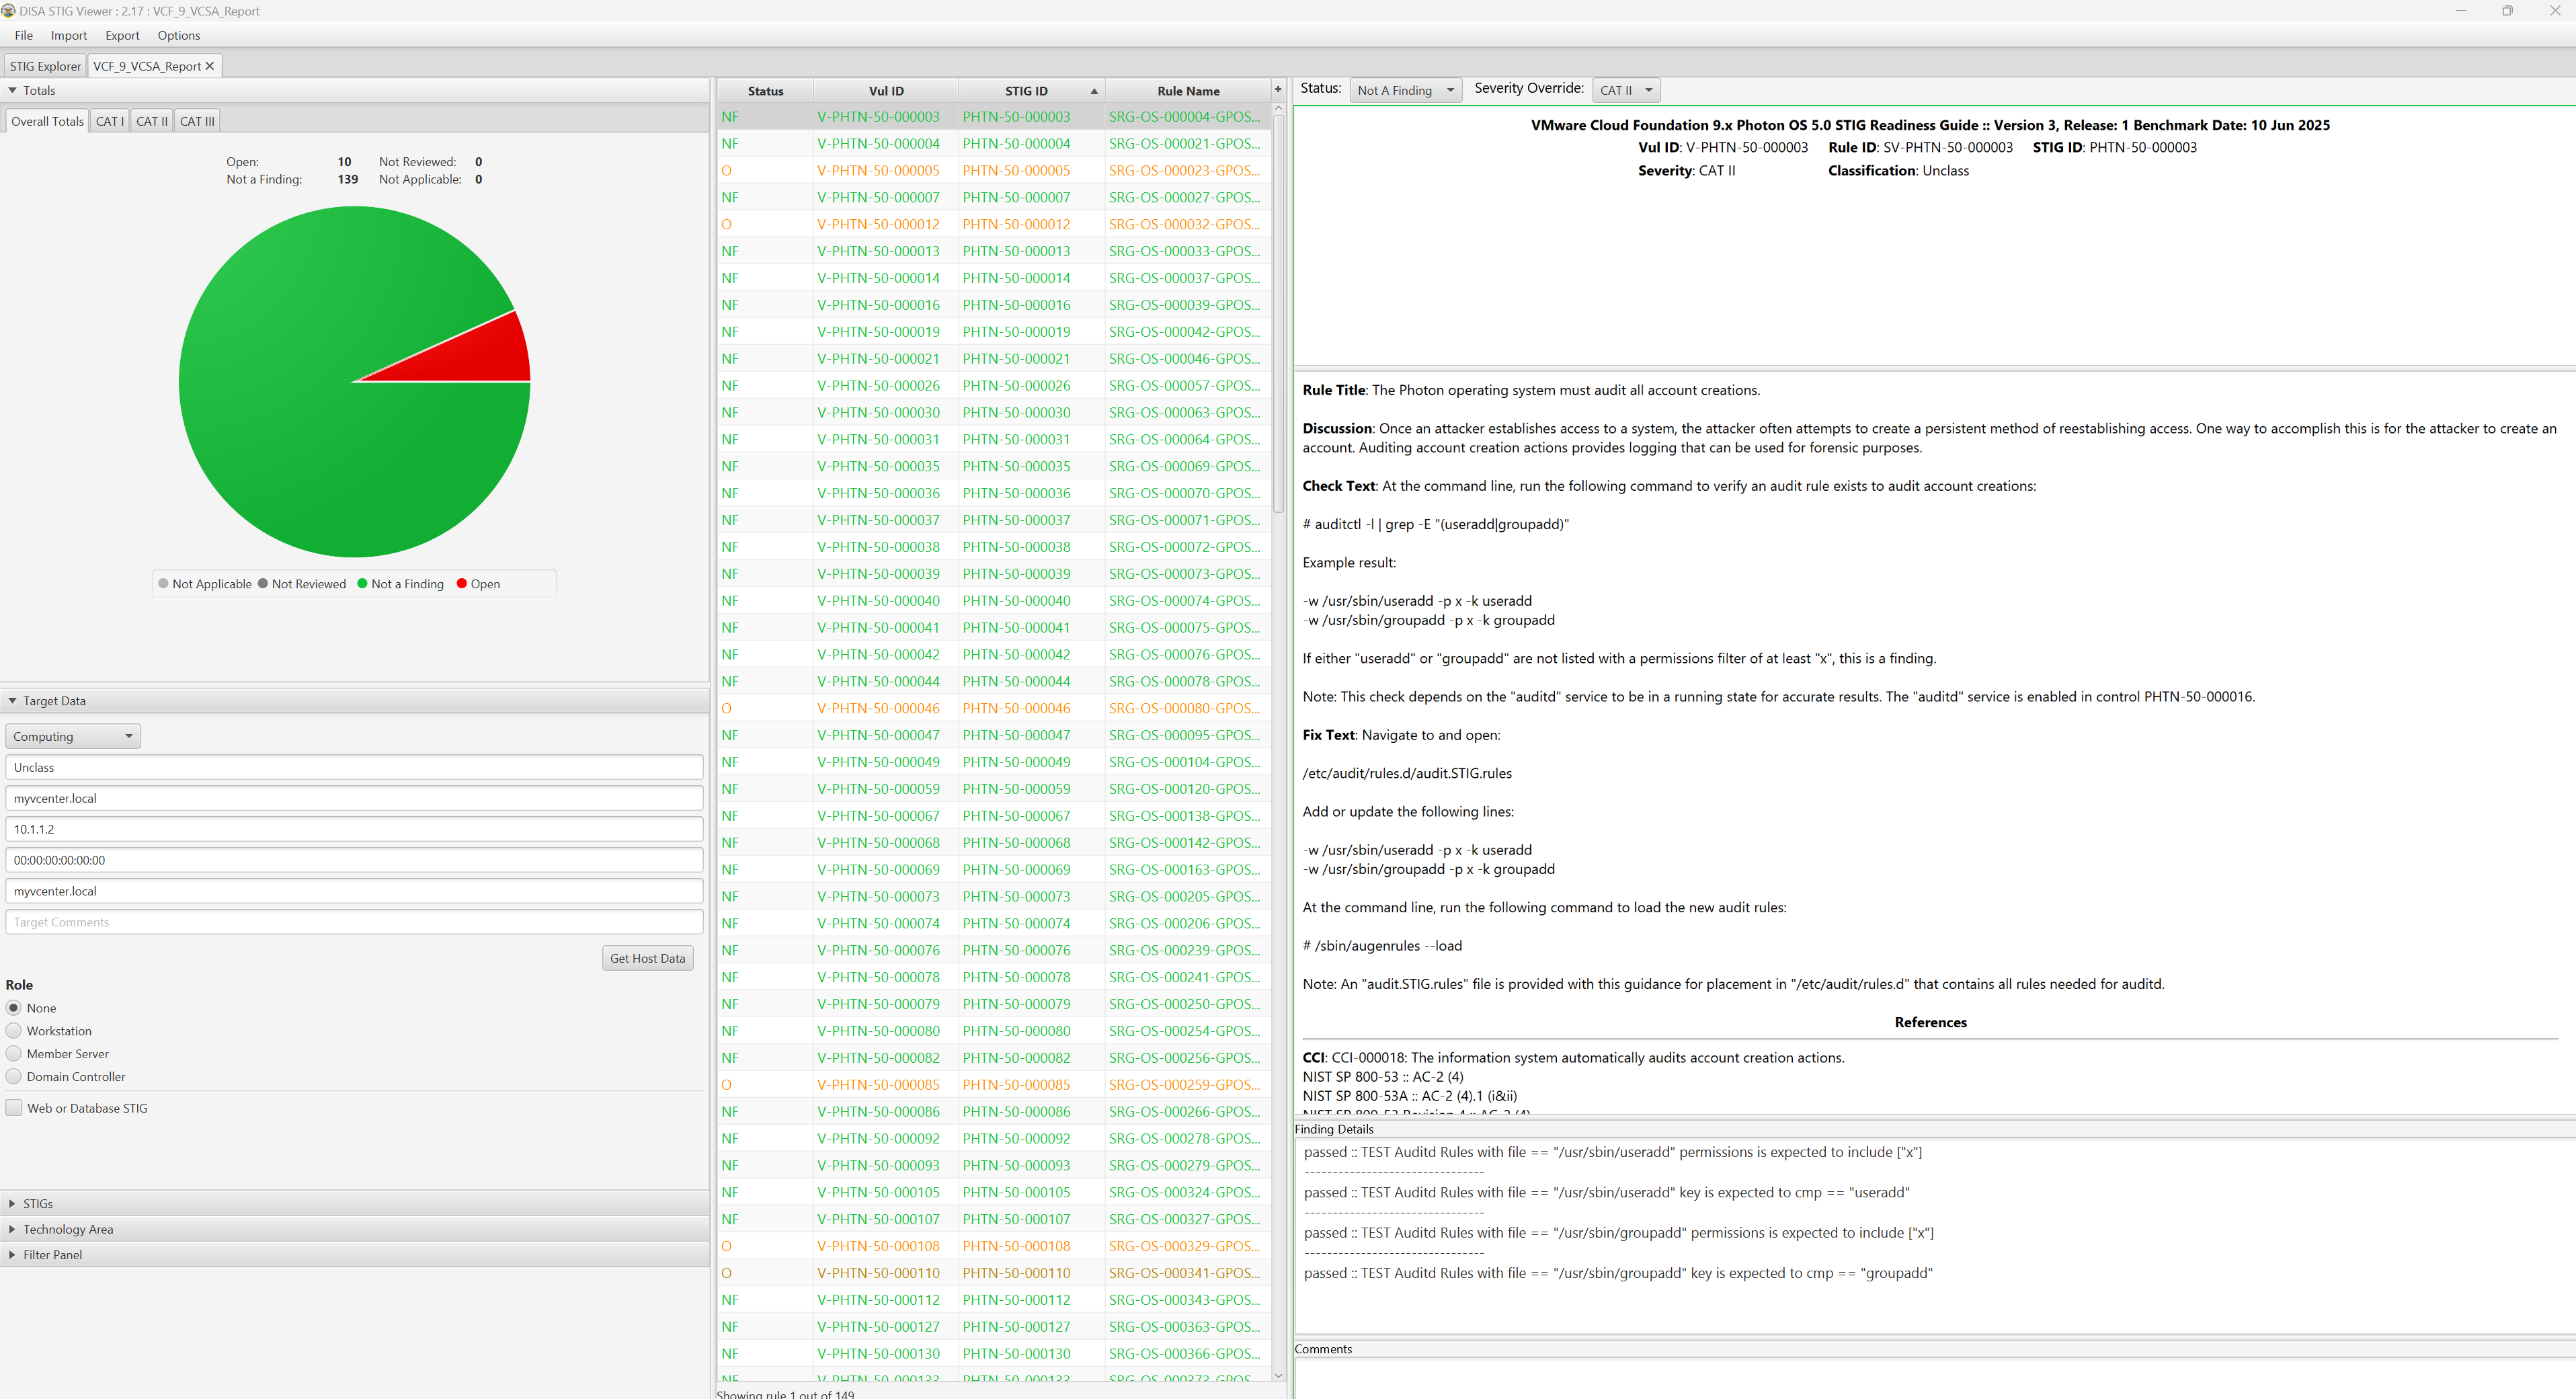 DISA STIG Viewer : 2.17 : VCF_9_VCSA_Report
File Import Export Options
STIG Explorer VCF_9_VCSA_Report
Totals
Overall Totals CAT I CAT II CAT III
Open: 10 Not Reviewed: 0
Not a Finding: 139 Not Applicable: 0
Not Applicable Not Reviewed Not a Finding Open
Target Data
Computing
Unclass
myvcenter.local
10.1.1.2
00:00:00:00:00:00
myvcenter.local
Target Comments
Get Host Data
Role
None
Workstation
Member Server
Domain Controller
Web or Database STIG
STIGs
Technology Area
Filter Panel
Status Vul ID STIG ID Rule Name +
NF V-PHTN-50-000003 PHTN-50-000003 SRG-OS-000004-GPOS...
NF V-PHTN-50-000004 PHTN-50-000004 SRG-OS-000021-GPOS...
O V-PHTN-50-000005 PHTN-50-000005 SRG-OS-000023-GPOS...
NF V-PHTN-50-000007 PHTN-50-000007 SRG-OS-000027-GPOS...
O V-PHTN-50-000012 PHTN-50-000012 SRG-OS-000032-GPOS...
NF V-PHTN-50-000013 PHTN-50-000013 SRG-OS-000033-GPOS...
NF V-PHTN-50-000014 PHTN-50-000014 SRG-OS-000037-GPOS...
NF V-PHTN-50-000016 PHTN-50-000016 SRG-OS-000039-GPOS...
NF V-PHTN-50-000019 PHTN-50-000019 SRG-OS-000042-GPOS...
NF V-PHTN-50-000021 PHTN-50-000021 SRG-OS-000046-GPOS...
NF V-PHTN-50-000026 PHTN-50-000026 SRG-OS-000057-GPOS...
NF V-PHTN-50-000030 PHTN-50-000030 SRG-OS-000063-GPOS...
NF V-PHTN-50-000031 PHTN-50-000031 SRG-OS-000064-GPOS...
NF V-PHTN-50-000035 PHTN-50-000035 SRG-OS-000069-GPOS...
NF V-PHTN-50-000036 PHTN-50-000036 SRG-OS-000070-GPOS...
NF V-PHTN-50-000037 PHTN-50-000037 SRG-OS-000071-GPOS...
NF V-PHTN-50-000038 PHTN-50-000038 SRG-OS-000072-GPOS...
NF V-PHTN-50-000039 PHTN-50-000039 SRG-OS-000073-GPOS...
NF V-PHTN-50-000040 PHTN-50-000040 SRG-OS-000074-GPOS...
NF V-PHTN-50-000041 PHTN-50-000041 SRG-OS-000075-GPOS...
NF V-PHTN-50-000042 PHTN-50-000042 SRG-OS-000076-GPOS...
NF V-PHTN-50-000044 PHTN-50-000044 SRG-OS-000078-GPOS...
O V-PHTN-50-000046 PHTN-50-000046 SRG-OS-000080-GPOS...
NF V-PHTN-50-000047 PHTN-50-000047 SRG-OS-000095-GPOS...
NF V-PHTN-50-000049 PHTN-50-000049 SRG-OS-000104-GPOS...
NF V-PHTN-50-000059 PHTN-50-000059 SRG-OS-000120-GPOS...
NF V-PHTN-50-000067 PHTN-50-000067 SRG-OS-000138-GPOS...
NF V-PHTN-50-000068 PHTN-50-000068 SRG-OS-000142-GPOS...
NF V-PHTN-50-000069 PHTN-50-000069 SRG-OS-000163-GPOS...
NF V-PHTN-50-000073 PHTN-50-000073 SRG-OS-000205-GPOS...
NF V-PHTN-50-000074 PHTN-50-000074 SRG-OS-000206-GPOS...
NF V-PHTN-50-000076 PHTN-50-000076 SRG-OS-000239-GPOS...
NF V-PHTN-50-000078 PHTN-50-000078 SRG-OS-000241-GPOS...
NF V-PHTN-50-000079 PHTN-50-000079 SRG-OS-000250-GPOS...
NF V-PHTN-50-000080 PHTN-50-000080 SRG-OS-000254-GPOS...
NF V-PHTN-50-000082 PHTN-50-000082 SRG-OS-000256-GPOS...
O V-PHTN-50-000085 PHTN-50-000085 SRG-OS-000259-GPOS...
NF V-PHTN-50-000086 PHTN-50-000086 SRG-OS-000266-GPOS...
NF V-PHTN-50-000092 PHTN-50-000092 SRG-OS-000278-GPOS...
NF V-PHTN-50-000093 PHTN-50-000093 SRG-OS-000279-GPOS...
NF V-PHTN-50-000105 PHTN-50-000105 SRG-OS-000324-GPOS...
NF V-PHTN-50-000107 PHTN-50-000107 SRG-OS-000327-GPOS...
O V-PHTN-50-000108 PHTN-50-000108 SRG-OS-000329-GPOS...
O V-PHTN-50-000110 PHTN-50-000110 SRG-OS-000341-GPOS...
NF V-PHTN-50-000112 PHTN-50-000112 SRG-OS-000343-GPOS...
NF V-PHTN-50-000127 PHTN-50-000127 SRG-OS-000363-GPOS...
NF V-PHTN-50-000130 PHTN-50-000130 SRG-OS-000366-GPOS...
NF V-PHTN-50-000133 PHTN-50-000133 SRG-OS-000373-GPOS...
Showing rule 1 out of 149
Status: Not A Finding Severity Override: CAT II
VMware Cloud Foundation 9.x Photon OS 5.0 STIG Readiness Guide :: Version 3, Release: 1 Benchmark Date: 10 Jun 2025
Vul ID: V-PHTN-50-000003 Rule ID: SV-PHTN-50-000003 STIG ID: PHTN-50-000003
Severity: CAT II Classification: Unclass
Rule Title: The Photon operating system must audit all account creations.
Discussion: Once an attacker establishes access to a system, the attacker often attempts to create a persistent method of reestablishing access. One way to accomplish this is for the attacker to create an
account. Auditing account creation actions provides logging that can be used for forensic purposes.
Check Text: At the command line, run the following command to verify an audit rule exists to audit account creations:
# auditctl -l | grep -E "(useradd|groupadd)"
Example result:
-w /usr/sbin/useradd -p x -k useradd
-w /usr/sbin/groupadd -p x -k groupadd
If either "useradd" or "groupadd" are not listed with a permissions filter of at least "x", this is a finding.
Note: This check depends on the "auditd" service to be in a running state for accurate results. The "auditd" service is enabled in control PHTN-50-000016.
Fix Text: Navigate to and open:
/etc/audit/rules.d/audit.STIG.rules
Add or update the following lines:
-w /usr/sbin/useradd -p x -k useradd
-w /usr/sbin/groupadd -p x -k groupadd
At the command line, run the following command to load the new audit rules:
# /sbin/augenrules --load
Note: An "audit.STIG.rules" file is provided with this guidance for placement in "/etc/audit/rules.d" that contains all rules needed for auditd.
References
CCI: CCI-000018: The information system automatically audits account creation actions.
NIST SP 800-53 :: AC-2 (4)
NIST SP 800-53A :: AC-2 (4).1 (i&ii)
NIST SP 800-53 Revision 4 :: AC-2 (4)
Finding Details
passed :: TEST Auditd Rules with file == "/usr/sbin/useradd" permissions is expected to include ["x"]
--------------------------------
passed :: TEST Auditd Rules with file == "/usr/sbin/useradd" key is expected to cmp == "useradd"
--------------------------------
passed :: TEST Auditd Rules with file == "/usr/sbin/groupadd" permissions is expected to include ["x"]
--------------------------------
passed :: TEST Auditd Rules with file == "/usr/sbin/groupadd" key is expected to cmp == "groupadd"
Comments